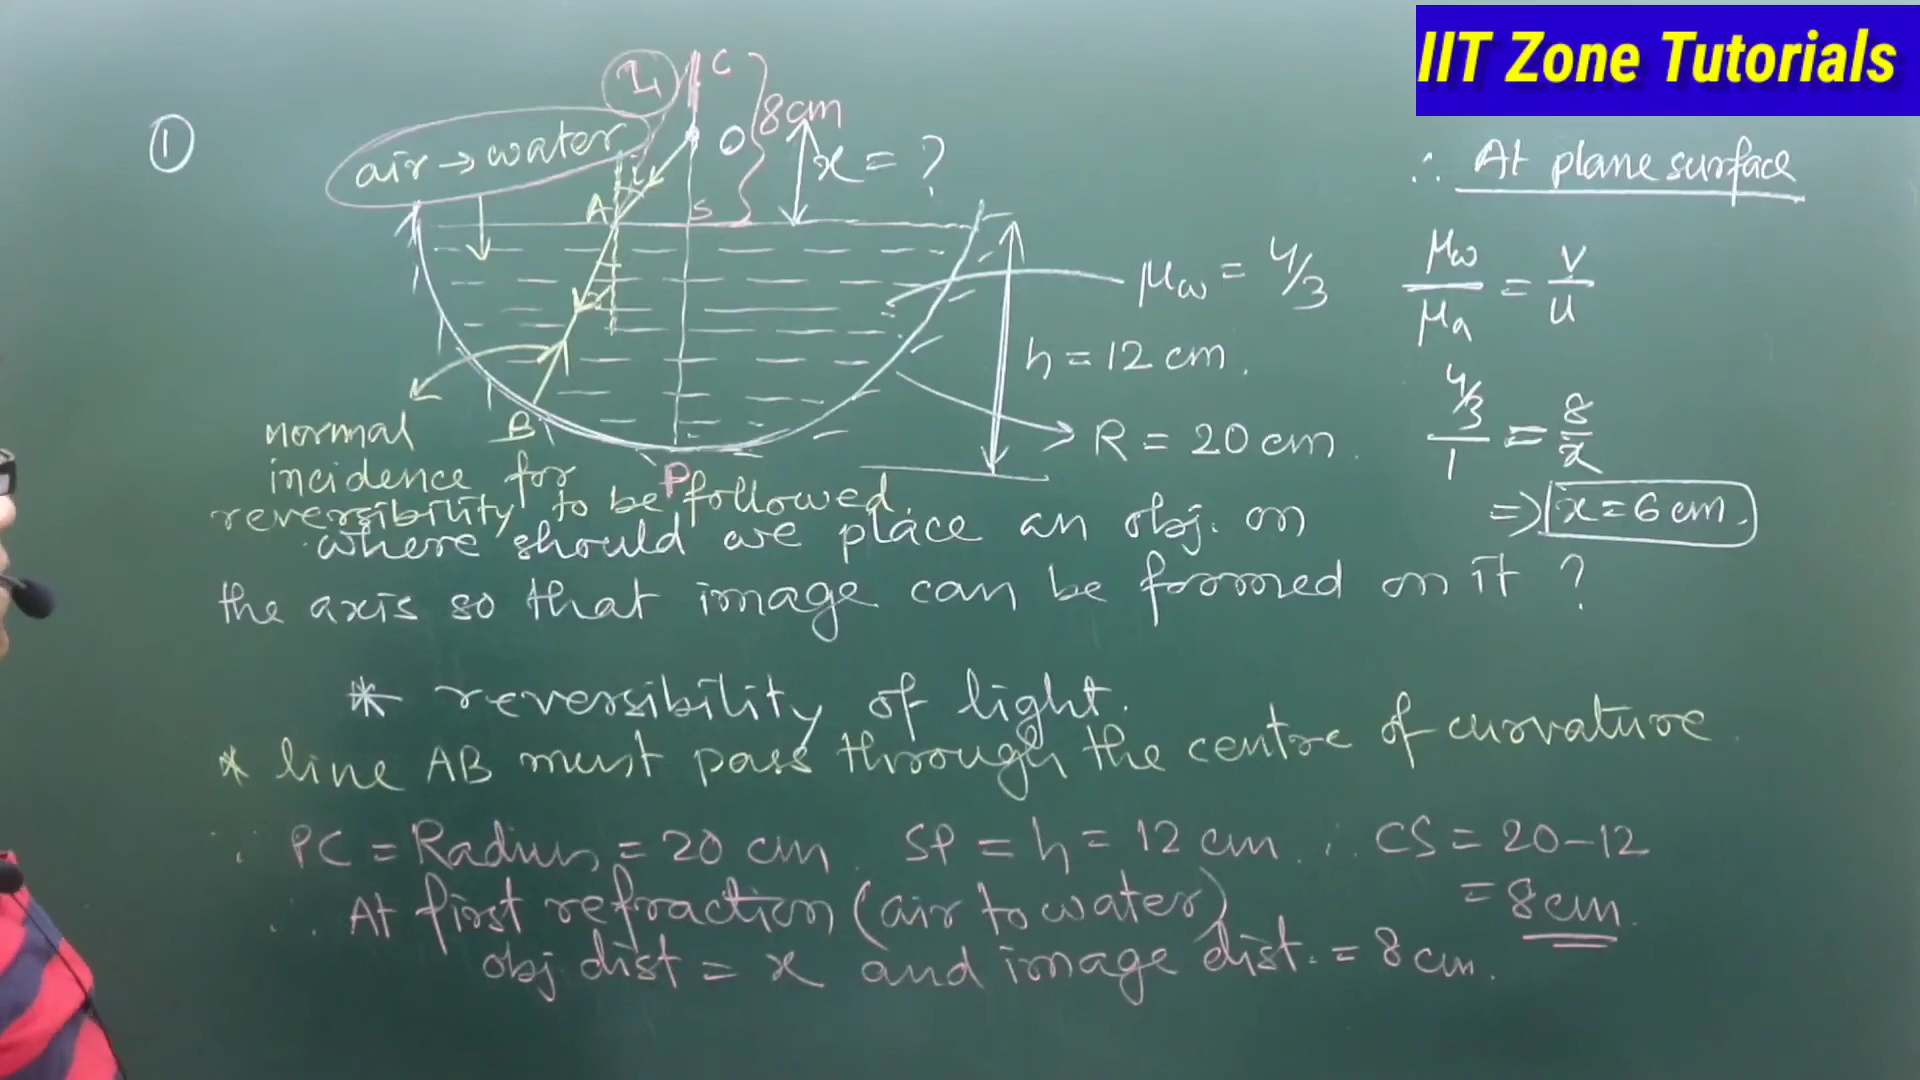 IIT Zone Tutorials
①
I₁
C
8cm
air → water
O
x = ?
i
A
S
r
μw = 4/3
h = 12 cm.
R = 20 cm.
B
P
normal
incidence for
reversibility to be followed.
where should we place an obj. on
the axis so that image can be formed on it ?
* reversibility of light.
* line AB must pass through the centre of curvature.
∵ PC = Radius = 20 cm. SP = h = 12 cm. ∴ CS = 20-12
= 8cm.
∴ At first refraction (air to water)
obj. dist = x and image dist. = 8 cm.
∴ At plane surface
μw/μa = v/u
4/3/1 = 8/x
⇒ x = 6 cm.